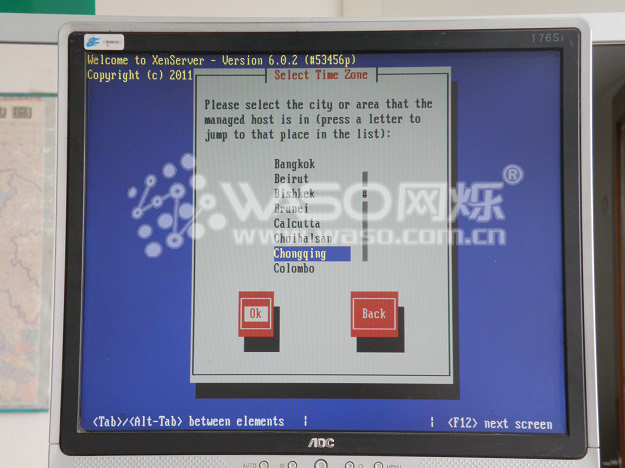 176Si
Welcome to XenServer - Version 6.0.2 (#53456p)
Copyright (c) 2011
Select Time Zone
Please select the city or area that the
managed host is in (press a letter to
jump to that place in the list):
Bangkok
Beirut
Bishkek
Brunei
Calcutta
Choibalsan
Chongqing
Colombo
WASO网烁®
www.waso.com.cn
Ok
Back
<Tab>/<Alt-Tab> between elements | | <F12> next screen
AOC
AUTO
MENU